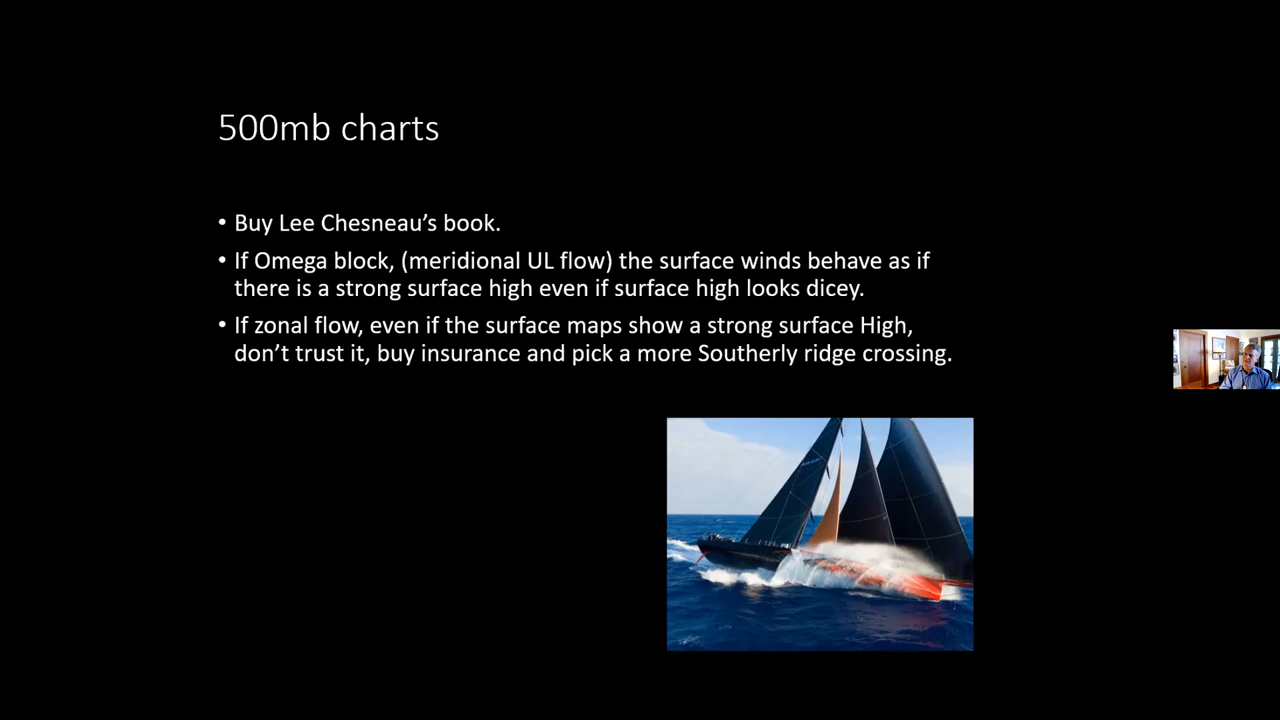 500mb charts
• Buy Lee Chesneau’s book.
• If Omega block, (meridional UL flow) the surface winds behave as if
there is a strong surface high even if surface high looks dicey.
• If zonal flow, even if the surface maps show a strong surface High,
don’t trust it, buy insurance and pick a more Southerly ridge crossing.